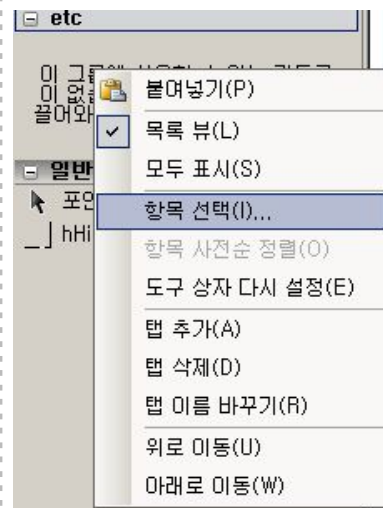 etc
이 그
이 없
끌어와
붙여넣기(P)
목록 뷰(L)
모두 표시(S)
일반
포인
항목 선택(I)...
hHi
항목 사전순 정렬(O)
도구 상자 다시 설정(E)
탭 추가(A)
탭 삭제(D)
탭 이름 바꾸기(R)
위로 이동(U)
아래로 이동(W)